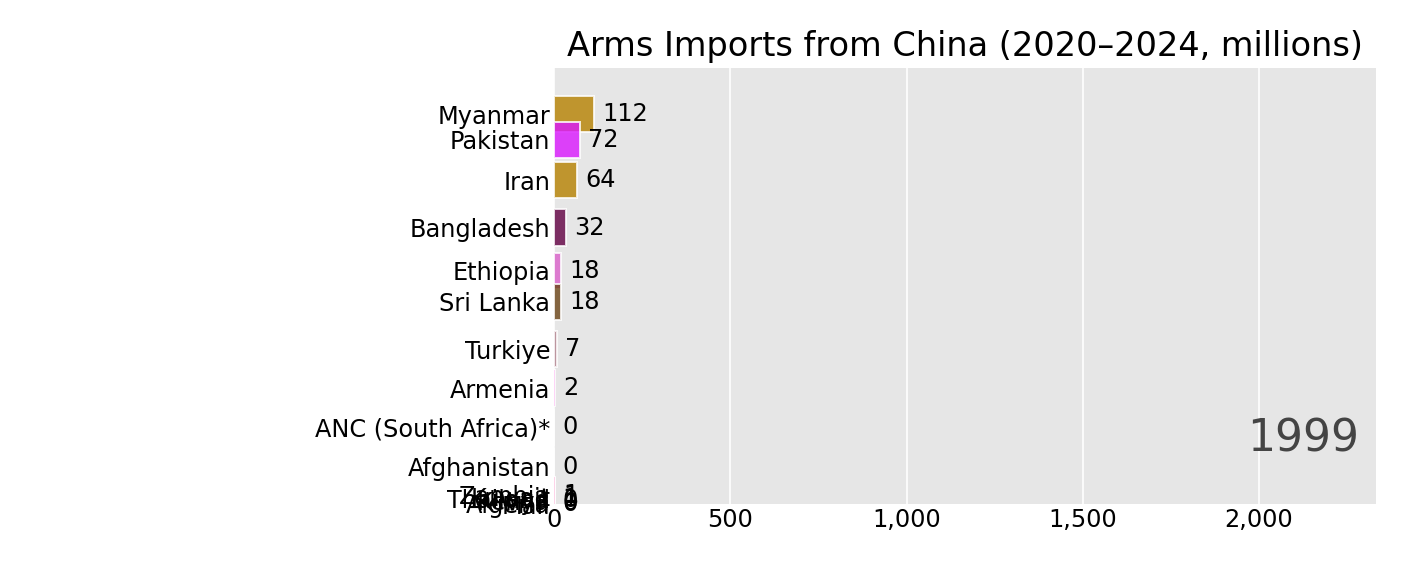 Arms Imports from China (2020–2024, millions)
Myanmar 112
Pakistan 72
Iran 64
Bangladesh 32
Ethiopia 18
Sri Lanka 18
Turkiye 7
Armenia 2
ANC (South Africa)* 0
1999
Afghanistan 0
0 500 1,000 1,500 2,000